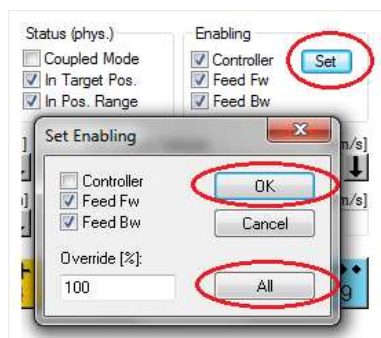 Status (phys.)
Enabling
Coupled Mode
In Target Pos.
In Pos. Range
Controller
Feed Fw
Feed Bw
Set
Set Enabling
m/s]
Controller
Feed Fw
Feed Bw
OK
Cancel
n/s]
Override [%]:
100
All
9